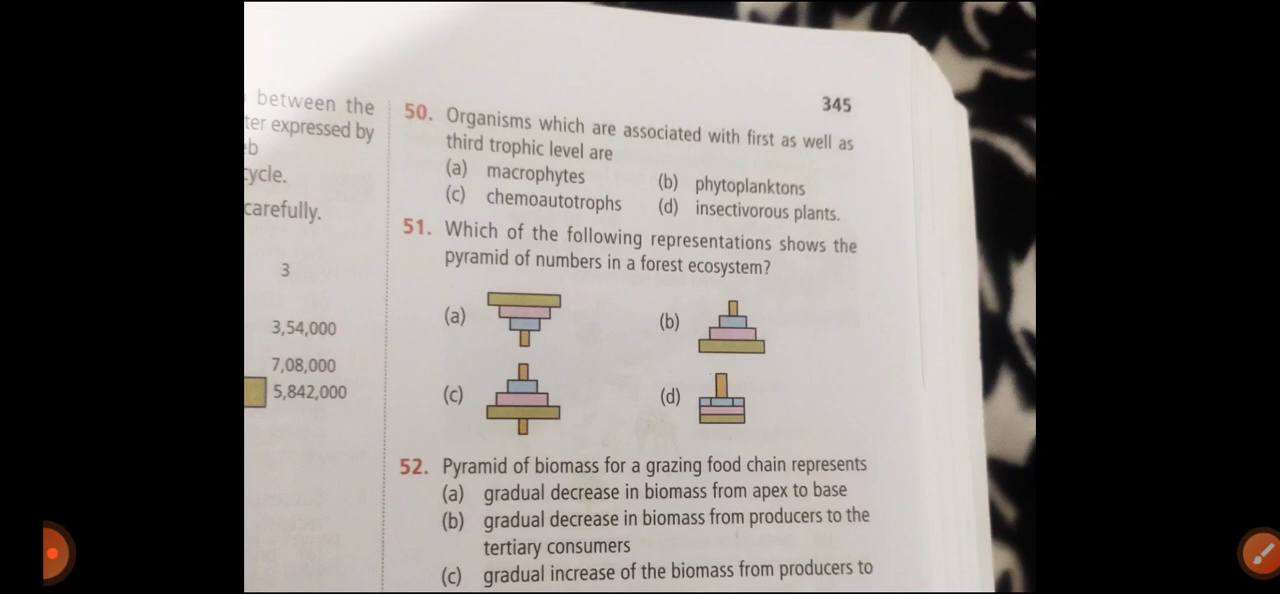 345
between the
ter expressed by
b
ycle.
carefully.
3
3,54,000
7,08,000
5,842,000
50. Organisms which are associated with first as well as
third trophic level are
(a) macrophytes (b) phytoplanktons
(c) chemoautotrophs (d) insectivorous plants.
51. Which of the following representations shows the
pyramid of numbers in a forest ecosystem?
(a) (b)
(c) (d)
52. Pyramid of biomass for a grazing food chain represents
(a) gradual decrease in biomass from apex to base
(b) gradual decrease in biomass from producers to the
tertiary consumers
(c) gradual increase of the biomass from producers to